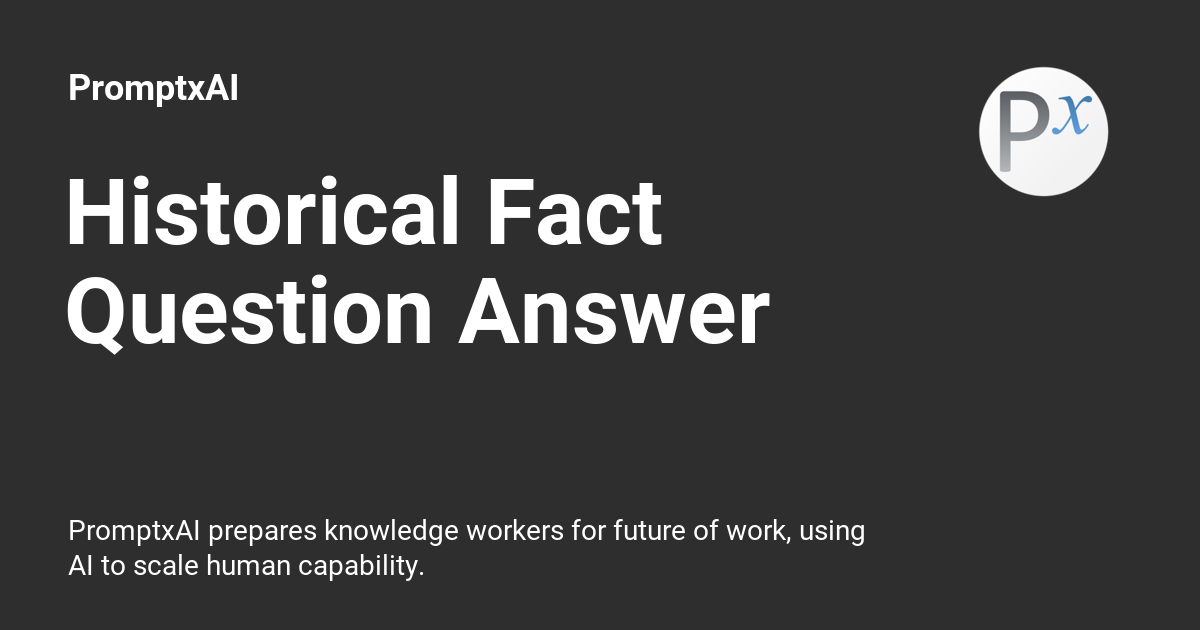 PromptxAI
Px
Historical Fact
Question Answer
PromptxAI prepares knowledge workers for future of work, using
AI to scale human capability.